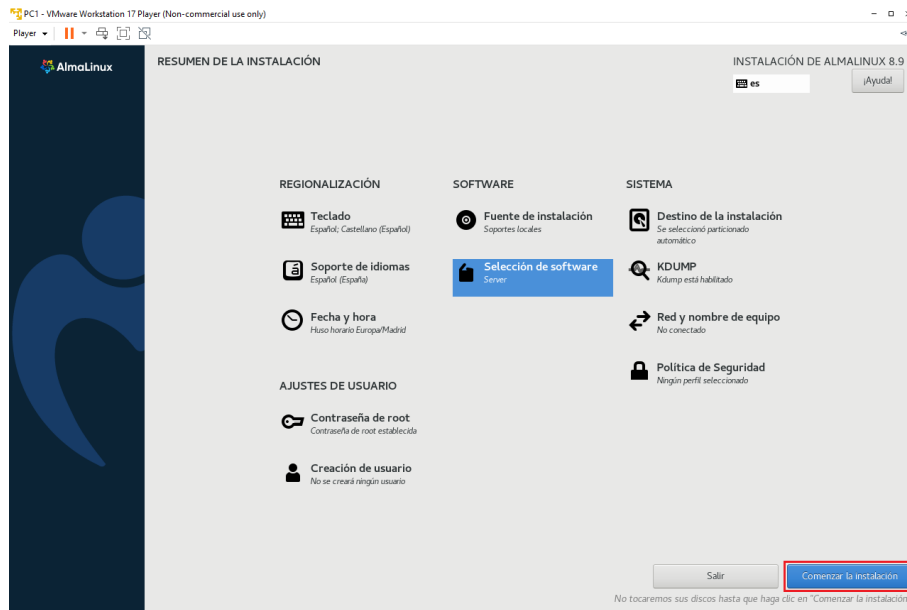 PC1 - VMware Workstation 17 Player (Non-commercial use only)
Player
AlmaLinux
RESUMEN DE LA INSTALACIÓN
INSTALACIÓN DE ALMALINUX 8.9
es
¡Ayuda!
REGIONALIZACIÓN
Teclado
Español; Castellano (Español)
Soporte de idiomas
Español (España)
Fecha y hora
Huso horario Europa/Madrid
AJUSTES DE USUARIO
Contraseña de root
Contraseña de root establecida
Creación de usuario
No se creará ningún usuario
SOFTWARE
Fuente de instalación
Soportes locales
Selección de software
Server
SISTEMA
Destino de la instalación
Se seleccionó particionado
automático
KDUMP
Kdump está habilitado
Red y nombre de equipo
No conectado
Política de Seguridad
Ningún perfil seleccionado
Salir
Comenzar la instalación
No tocaremos sus discos hasta que haga clic en "Comenzar la instalación